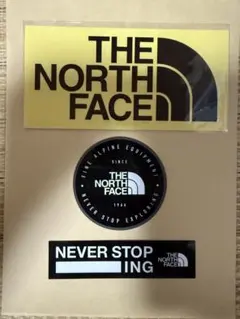 THE
NORTH
FACE
FINE ALPINE EQUIPMENT
SINCE
THE
NORTH
FACE
1966
NEVER STOP EXPLORING
NEVER STOP
ING
THE
NORTH
FACE